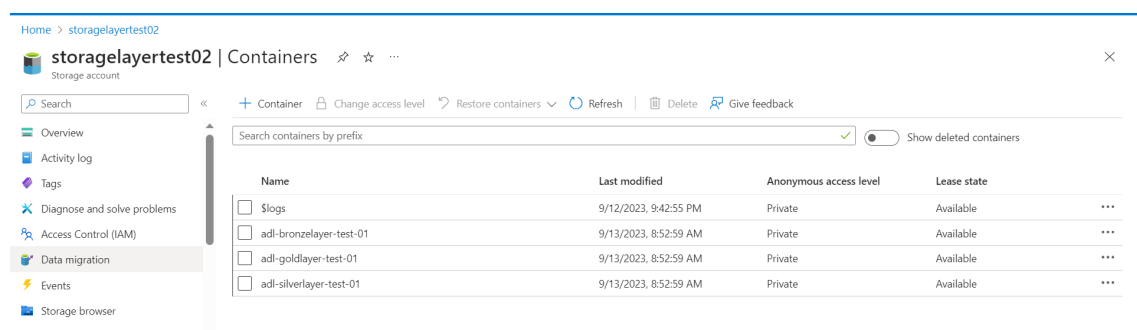 Home > storagelayertest02
storagelayertest02 | Containers
Storage account
Search
Overview
Activity log
Tags
Diagnose and solve problems
Access Control (IAM)
Data migration
Events
Storage browser
Container Change access level Restore containers Refresh Delete Give feedback
Search containers by prefix
Show deleted containers
Name Last modified Anonymous access level Lease state
$logs 9/12/2023, 9:42:55 PM Private Available
adl-bronzelayer-test-01 9/13/2023, 8:52:59 AM Private Available
adl-goldlayer-test-01 9/13/2023, 8:52:59 AM Private Available
adl-silverlayer-test-01 9/13/2023, 8:52:59 AM Private Available